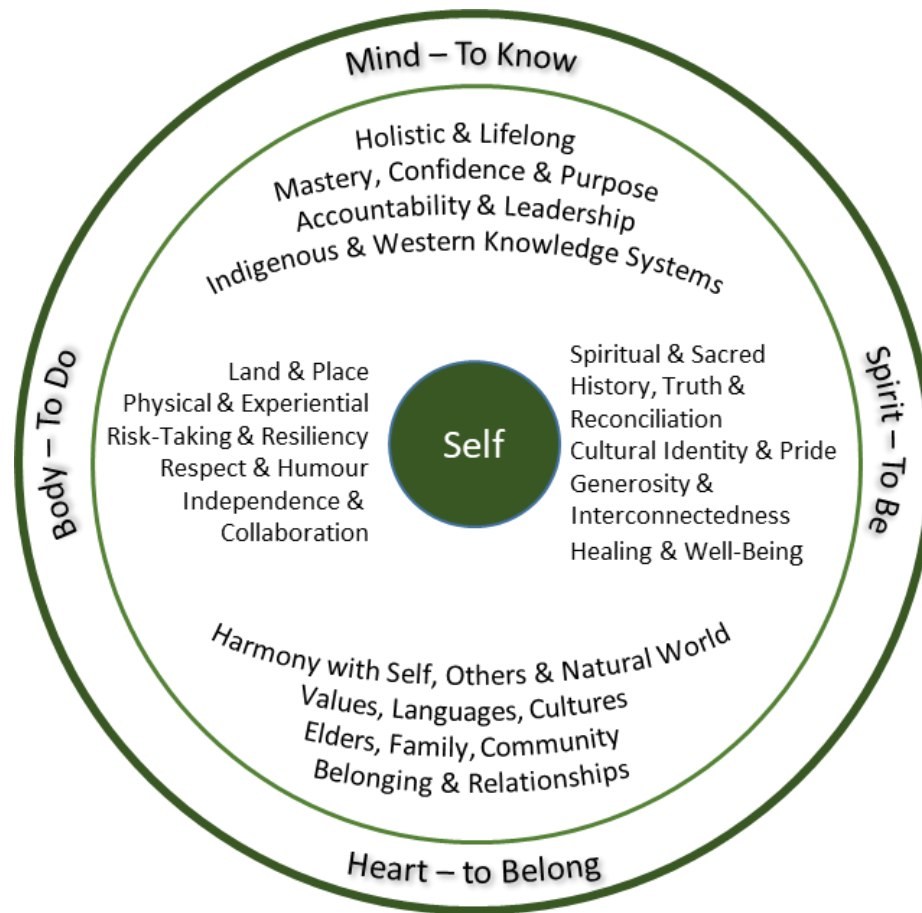 Mind – To Know
Holistic & Lifelong
Mastery, Confidence & Purpose
Accountability & Leadership
Indigenous & Western Knowledge Systems
Body – To Do
Land & Place
Physical & Experiential
Risk-Taking & Resiliency
Respect & Humour
Independence &
Collaboration
Self
Spiritual & Sacred
History, Truth &
Reconciliation
Cultural Identity & Pride
Generosity &
Interconnectedness
Healing & Well-Being
Spirit – To Be
Harmony with Self, Others & Natural World
Values, Languages, Cultures
Elders, Family, Community
Belonging & Relationships
Heart – to Belong